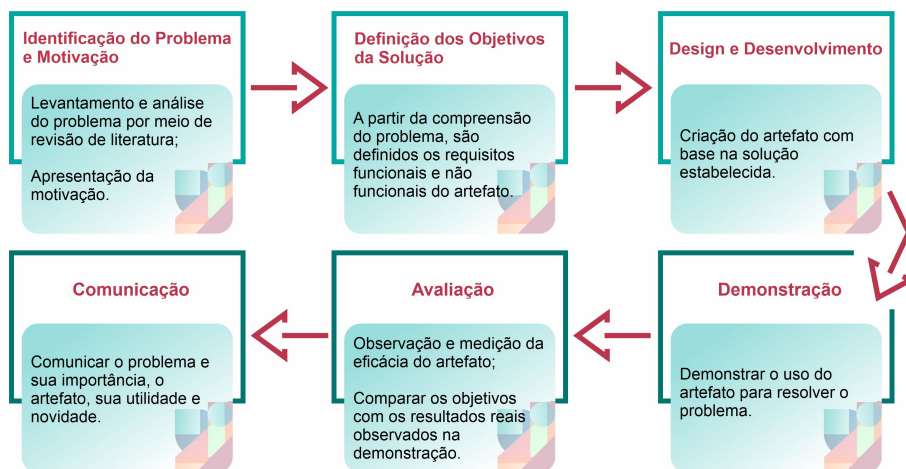 Identificação do Problema
e Motivação
Levantamento e análise
do problema por meio de
revisão de literatura;
Apresentação da
motivação.
Definição dos Objetivos
da Solução
A partir da compreensão
do problema, são
definidos os requisitos
funcionais e não
funcionais do artefato.
Design e Desenvolvimento
Criação do artefato com
base na solução
estabelecida.
Demonstração
Demonstrar o uso do
artefato para resolver o
problema.
Avaliação
Observação e medição da
eficácia do artefato;
Comparar os objetivos
com os resultados reais
observados na
demonstração.
Comunicação
Comunicar o problema e
sua importância, o
artefato, sua utilidade e
novidade.